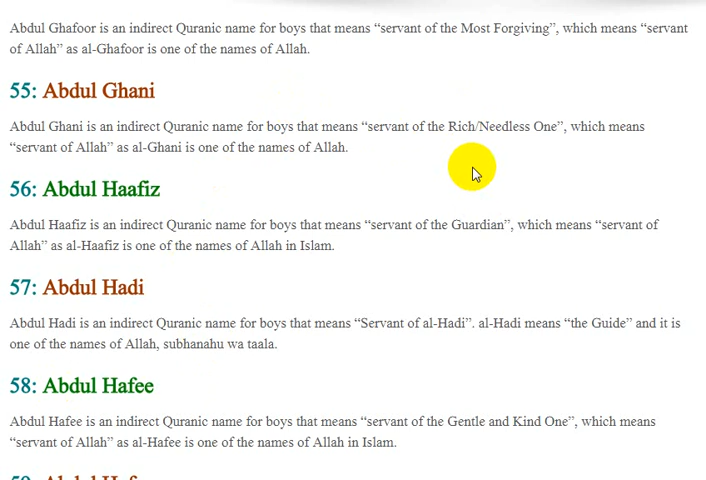 Abdul Ghafoor is an indirect Quranic name for boys that means “servant of the Most Forgiving”, which means “servant
of Allah” as al-Ghafoor is one of the names of Allah.
55: Abdul Ghani
Abdul Ghani is an indirect Quranic name for boys that means “servant of the Rich/Needless One”, which means
“servant of Allah” as al-Ghani is one of the names of Allah.
56: Abdul Haafiz
Abdul Haafiz is an indirect Quranic name for boys that means “servant of the Guardian”, which means “servant of
Allah” as al-Haafiz is one of the names of Allah in Islam.
57: Abdul Hadi
Abdul Hadi is an indirect Quranic name for boys that means “Servant of al-Hadi”. al-Hadi means “the Guide” and it is
one of the names of Allah, subhanahu wa taala.
58: Abdul Hafee
Abdul Hafee is an indirect Quranic name for boys that means “servant of the Gentle and Kind One”, which means
“servant of Allah” as al-Hafee is one of the names of Allah in Islam.